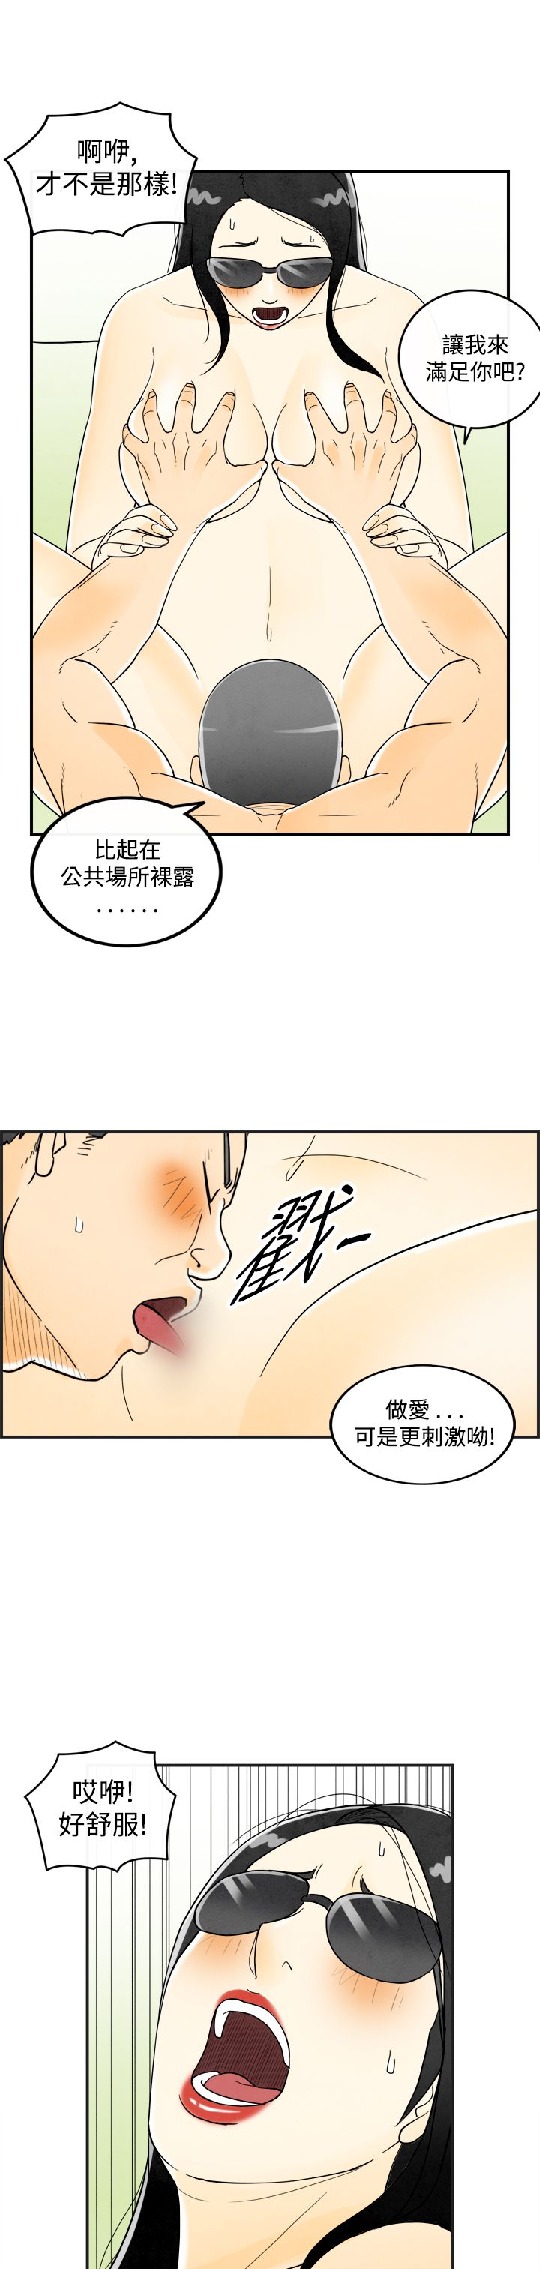 啊咿,
才不是那樣!
讓我來
滿足你吧?
比起在
公共場所裸露
......
戳
做愛...
可是更刺激呦!
哎咿!
好舒服!